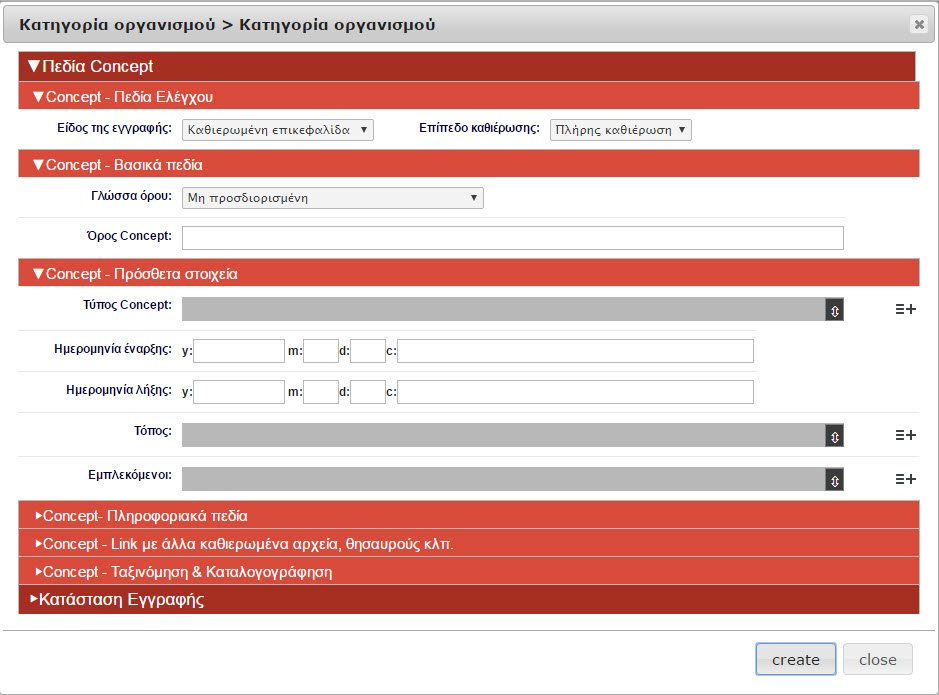 Κατηγορία οργανισμού > Κατηγορία οργανισμού
▼Πεδία Concept
▼Concept - Πεδία Ελέγχου
Είδος της εγγραφής: Καθιερωμένη επικεφαλίδα ▼ Επίπεδο καθιέρωσης: Πλήρης καθιέρωση ▼
▼Concept - Βασικά πεδία
Γλώσσα όρου: Μη προσδιορισμένη ▼
Όρος Concept:
▼Concept - Πρόσθετα στοιχεία
Τύπος Concept:
Ημερομηνία έναρξης: y: m: d: c:
Ημερομηνία λήξης: y: m: d: c:
Τόπος:
Εμπλεκόμενοι:
▸Concept- Πληροφοριακά πεδία
▸Concept - Link με άλλα καθιερωμένα αρχεία, θησαυρούς κλπ.
▸Concept - Ταξινόμηση & Καταλογογράφηση
▸Κατάσταση Εγγραφής
create close